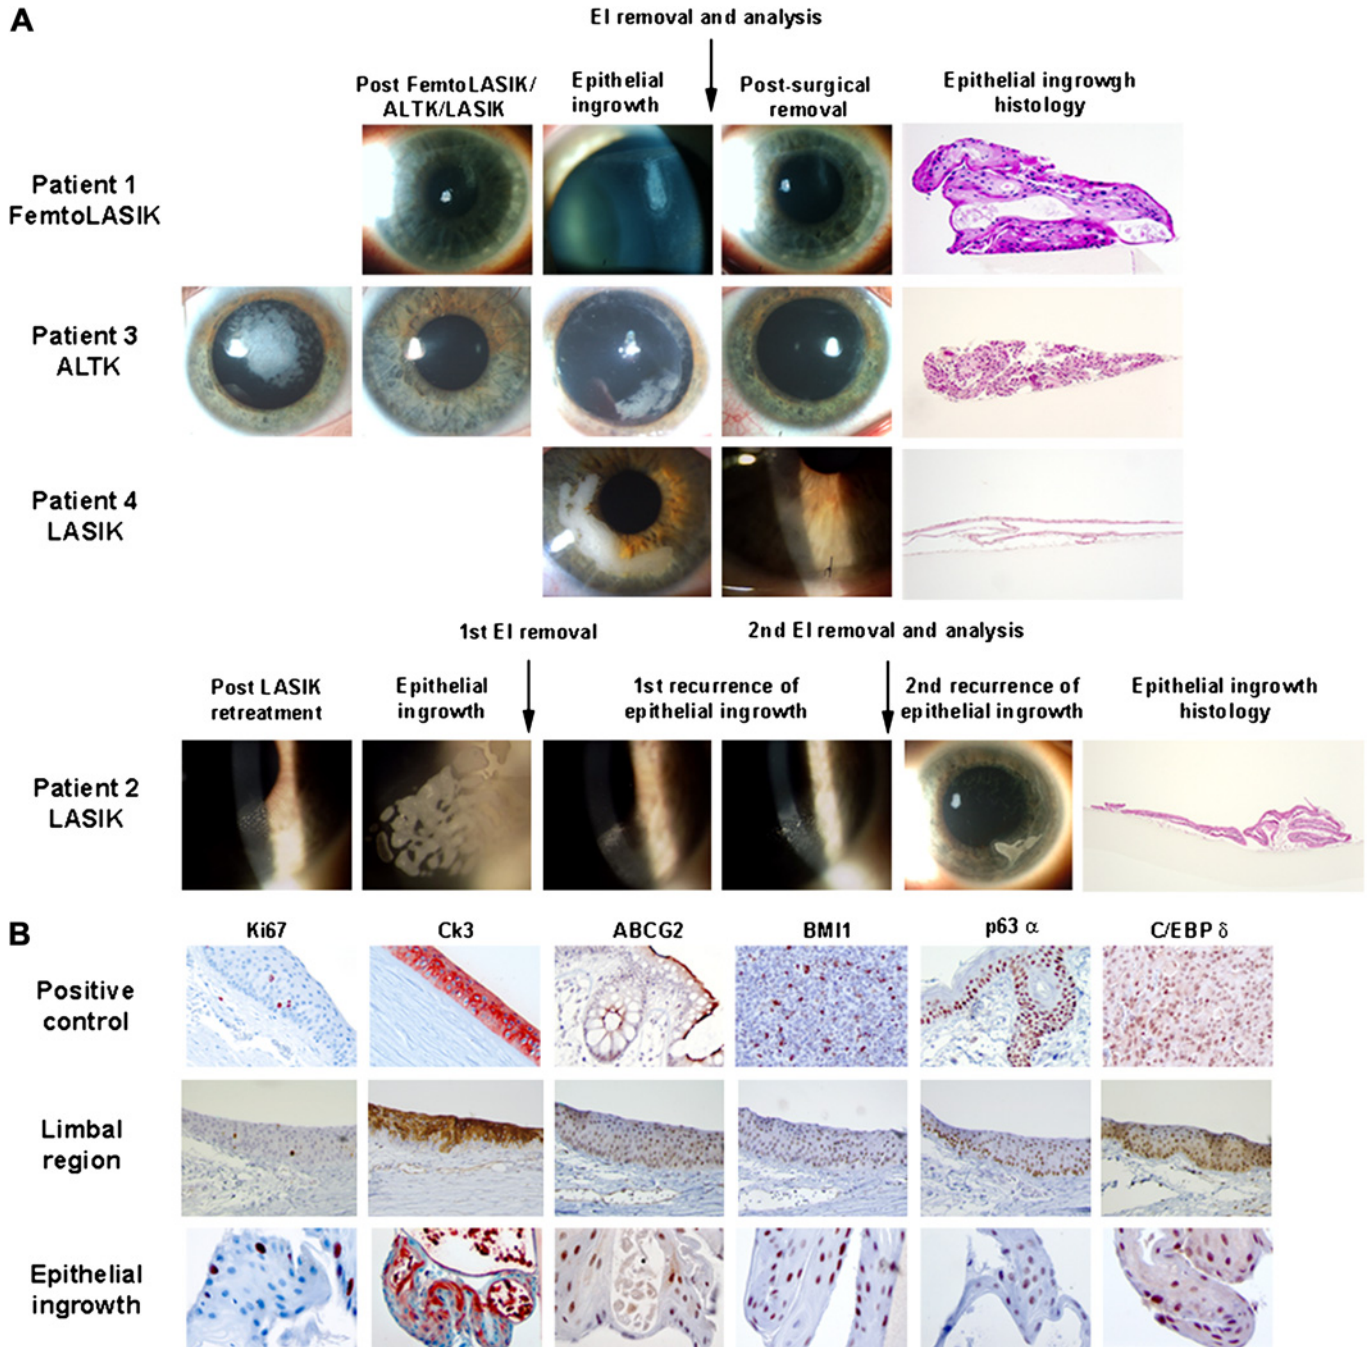 A
EI removal and analysis
Post FemtoLASIK/
ALTK/LASIK
Epithelial
ingrowth
Post-surgical
removal
Epithelial ingrowgh
histology
Patient 1
FemtoLASIK
Patient 3
ALTK
Patient 4
LASIK
1st EI removal
2nd EI removal and analysis
Post LASIK
retreatment
Epithelial
ingrowth
1st recurrence of
epithelial ingrowth
2nd recurrence of
epithelial ingrowth
Epithelial ingrowth
histology
Patient 2
LASIK
B
Ki67
Ck3
ABCG2
BMI1
p63 α
C/EBP δ
Positive
control
Limbal
region
Epithelial
ingrowth